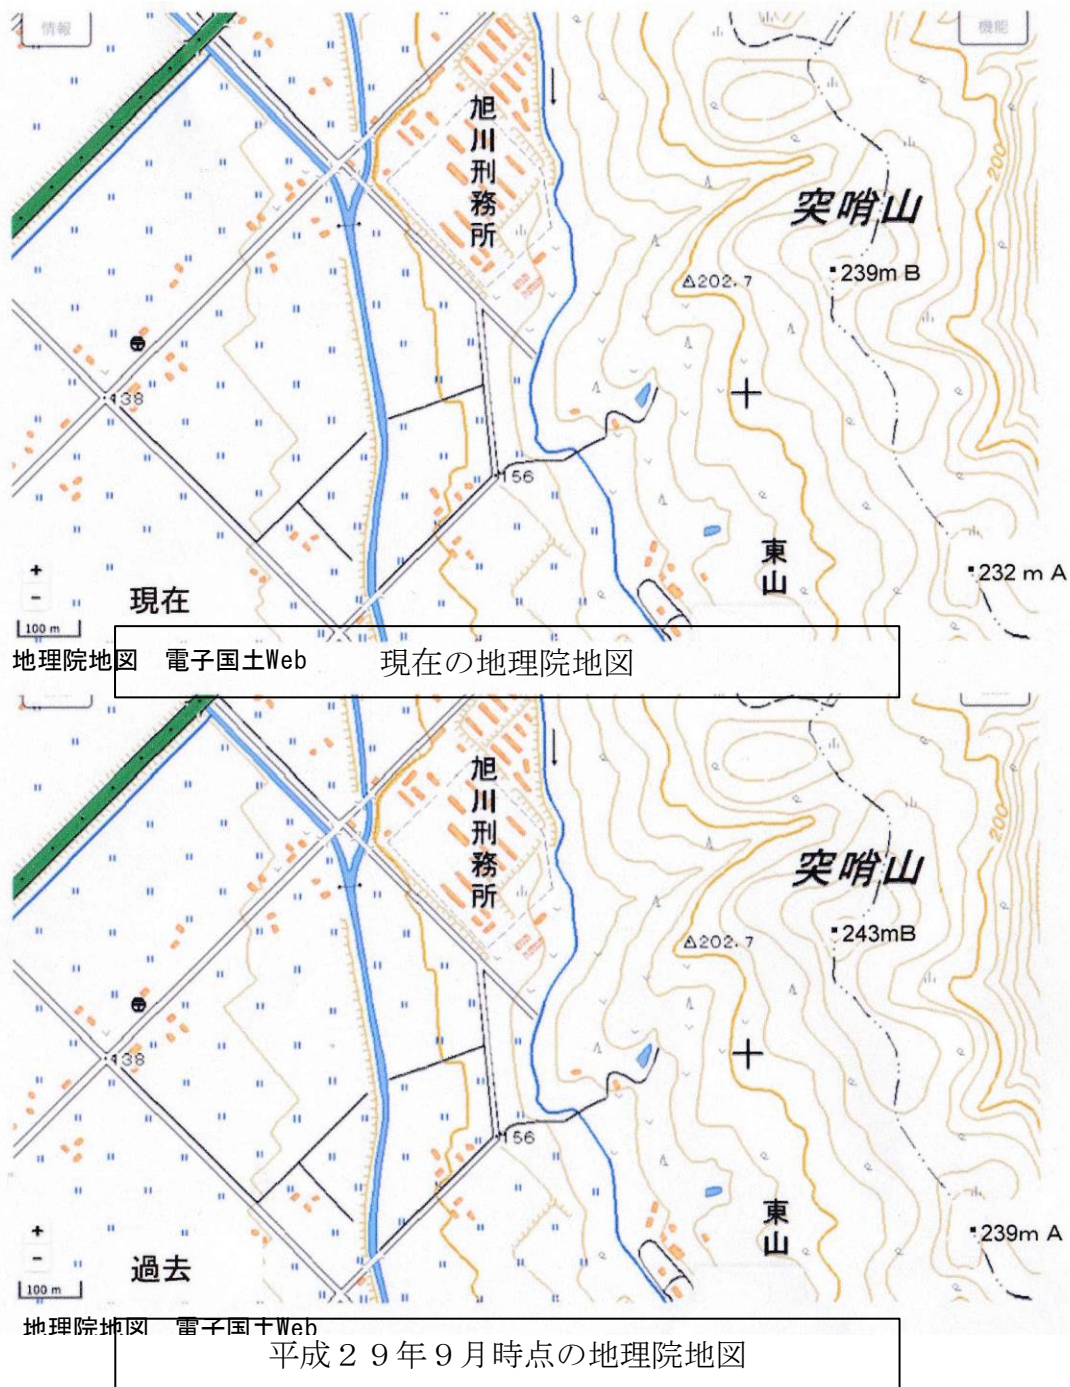 情報
機能
旭川刑務所
200
突哨山
239m B
202.7
138
156
東山
232 m A
+
−
現在
100 m
地理院地図 電子国土Web
現在の地理院地図
旭川刑務所
200
突哨山
243mB
202.7
138
156
東山
239m A
+
−
過去
100 m
地理院地図 電子国土Web
平成29年9月時点の地理院地図